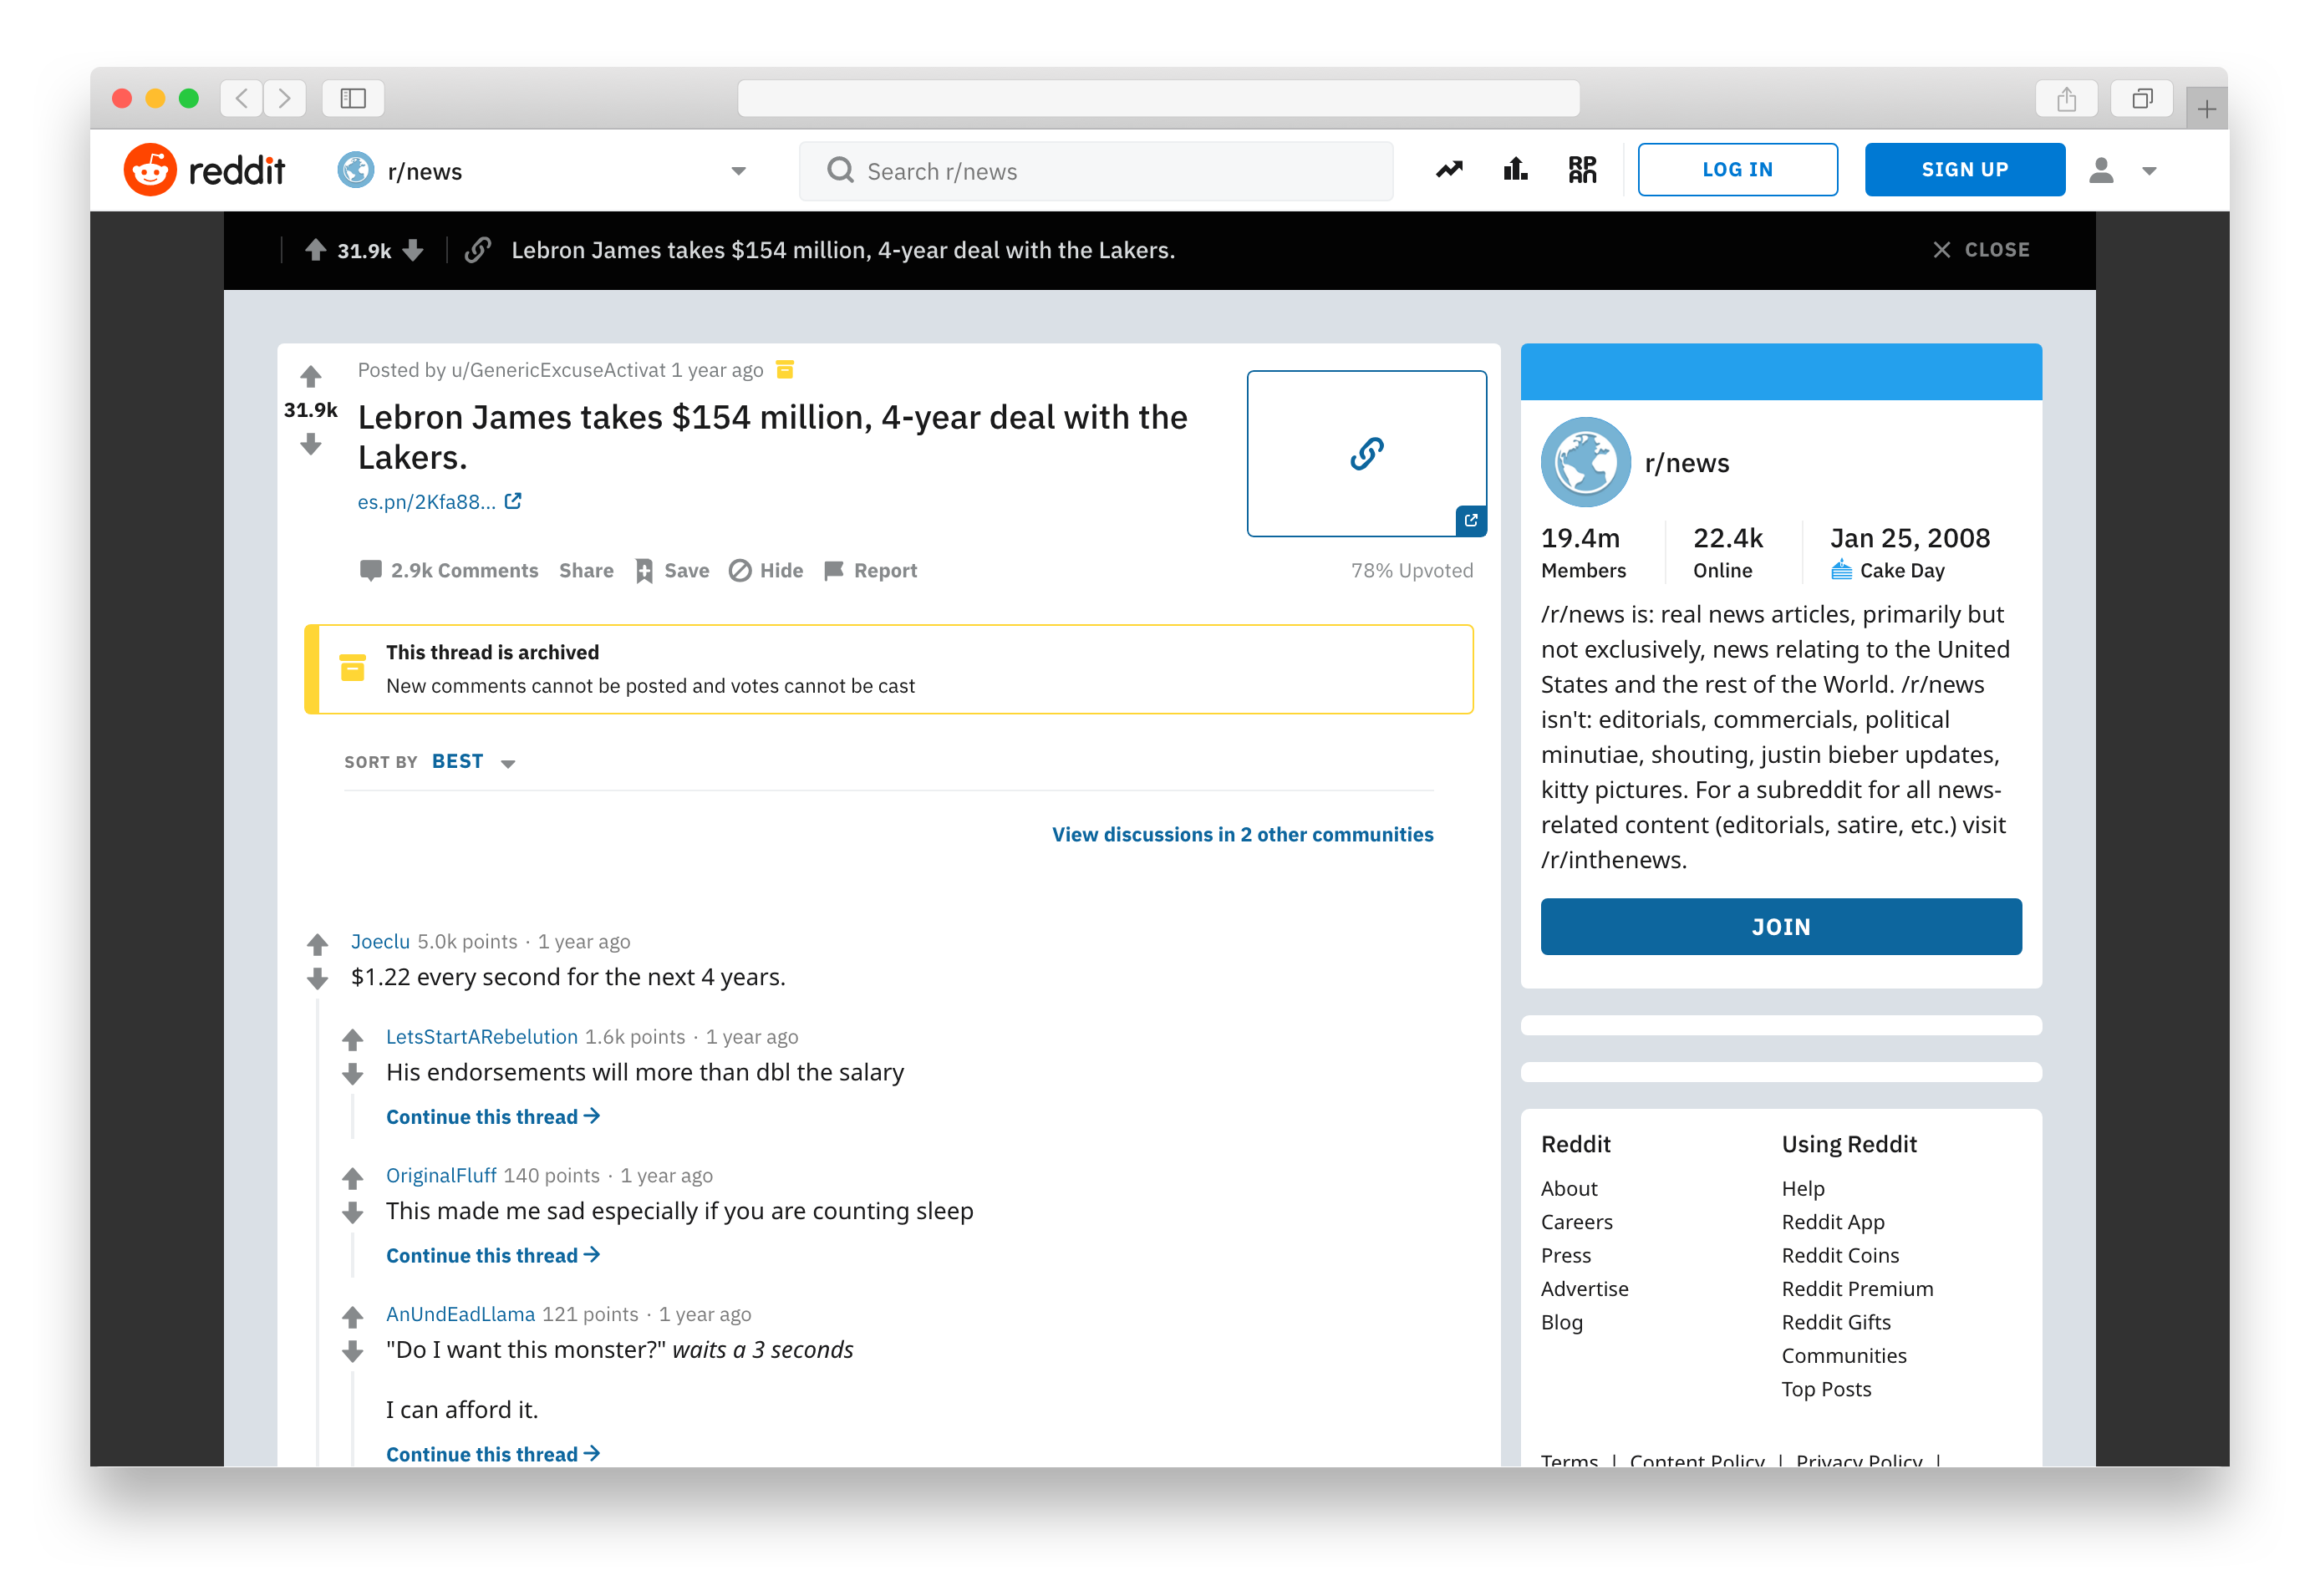 reddit
r/news
Search r/news
RPAN
LOG IN
SIGN UP
31.9k
Lebron James takes $154 million, 4-year deal with the Lakers.
CLOSE
Posted by u/GenericExcuseActivat 1 year ago
31.9k
Lebron James takes $154 million, 4-year deal with the
Lakers.
es.pn/2Kfa88...
2.9k Comments Share Save Hide Report
78% Upvoted
This thread is archived
New comments cannot be posted and votes cannot be cast
SORT BY BEST
View discussions in 2 other communities
Joeclu 5.0k points · 1 year ago
$1.22 every second for the next 4 years.
LetsStartARebelution 1.6k points · 1 year ago
His endorsements will more than dbl the salary
Continue this thread
OriginalFluff 140 points · 1 year ago
This made me sad especially if you are counting sleep
Continue this thread
AnUndEadLlama 121 points · 1 year ago
"Do I want this monster?" waits a 3 seconds
I can afford it.
Continue this thread
r/news
19.4m 22.4k Jan 25, 2008
Members Online Cake Day
/r/news is: real news articles, primarily but
not exclusively, news relating to the United
States and the rest of the World. /r/news
isn't: editorials, commercials, political
minutiae, shouting, justin bieber updates,
kitty pictures. For a subreddit for all news-
related content (editorials, satire, etc.) visit
/r/inthenews.
JOIN
Reddit
About
Careers
Press
Advertise
Blog
Using Reddit
Help
Reddit App
Reddit Coins
Reddit Premium
Reddit Gifts
Communities
Top Posts
Terms | Content Policy | Privacy Policy |